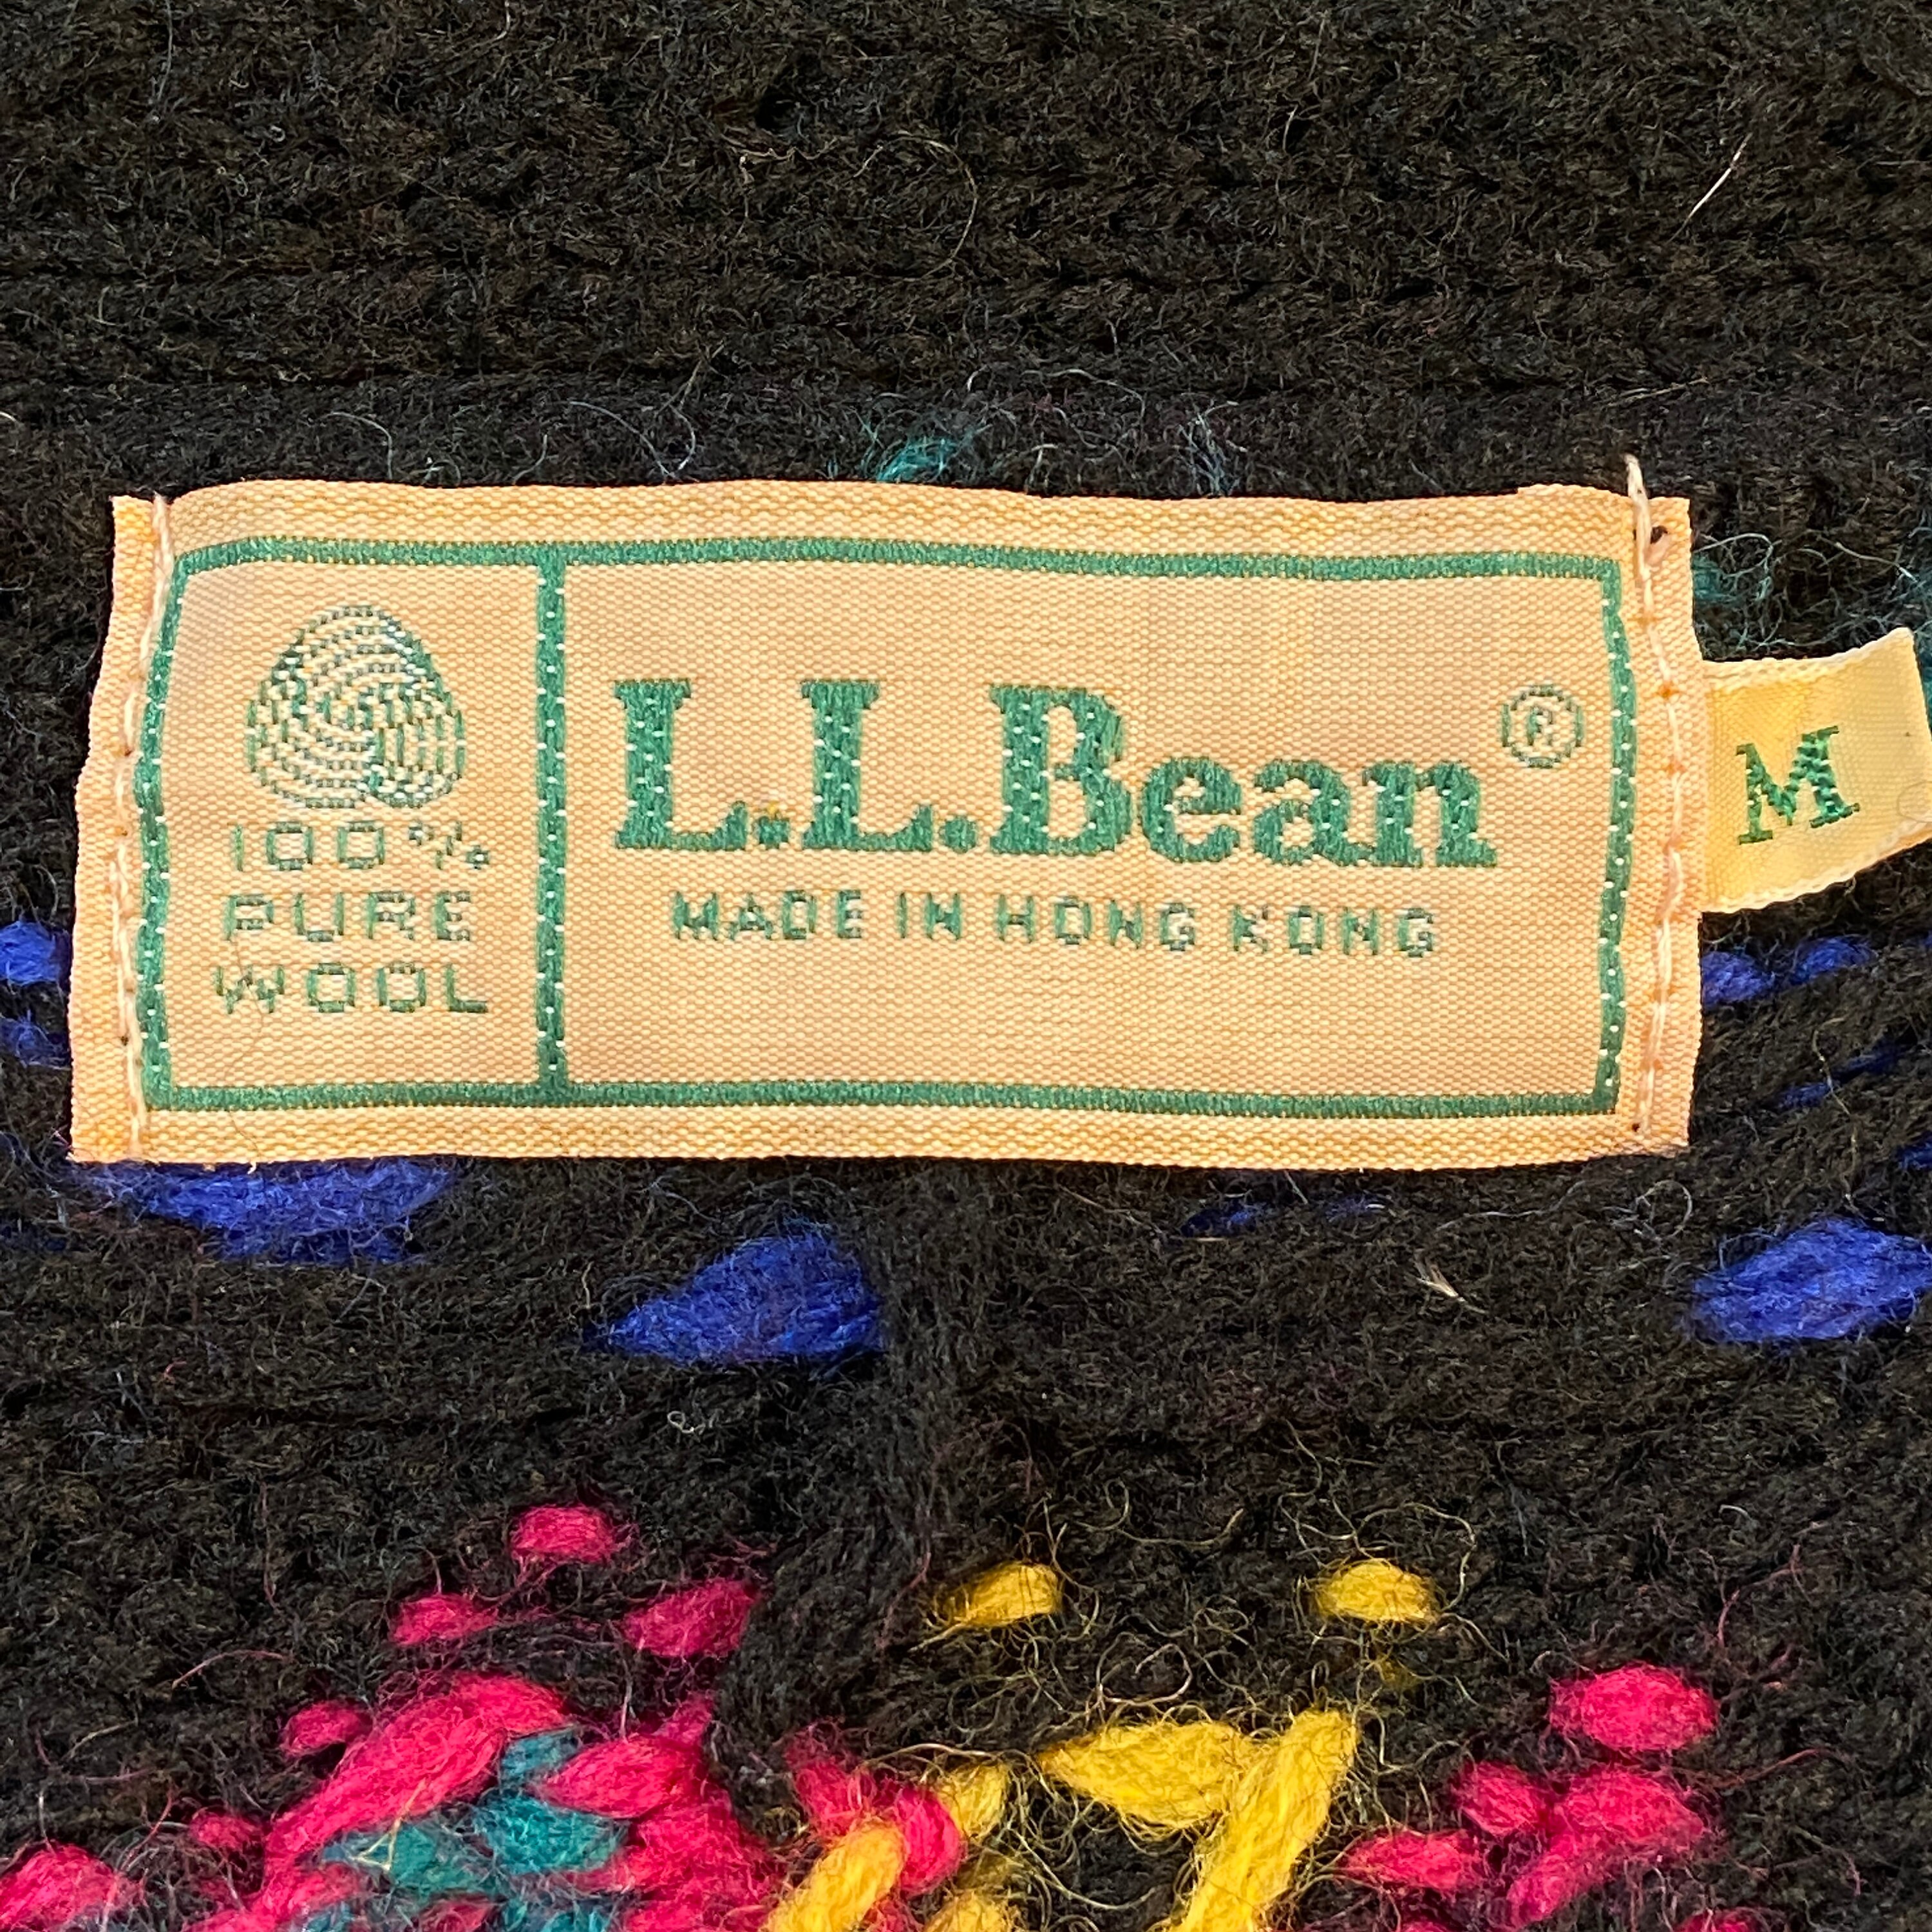 100%
PURE
WOOL
L.L.Bean®
MADE IN HONG KONG
M